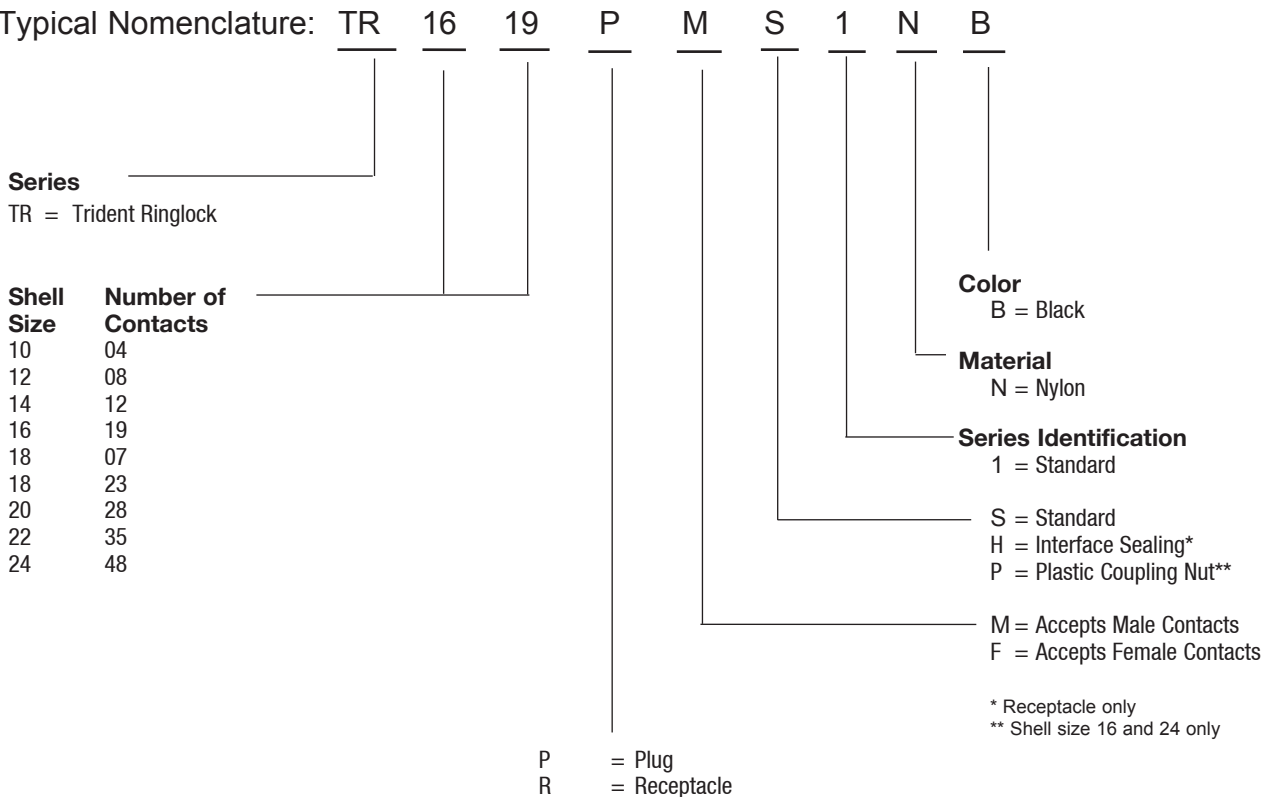 Typical Nomenclature: TR 16 19 P M S 1 N B
Series
TR = Trident Ringlock
Shell Number of
Size Contacts
10 04
12 08
14 12
16 19
18 07
18 23
20 28
22 35
24 48
Color
B = Black
Material
N = Nylon
Series Identification
1 = Standard
S = Standard
H = Interface Sealing*
P = Plastic Coupling Nut**
M = Accepts Male Contacts
F = Accepts Female Contacts
* Receptacle only
** Shell size 16 and 24 only
P = Plug
R = Receptacle